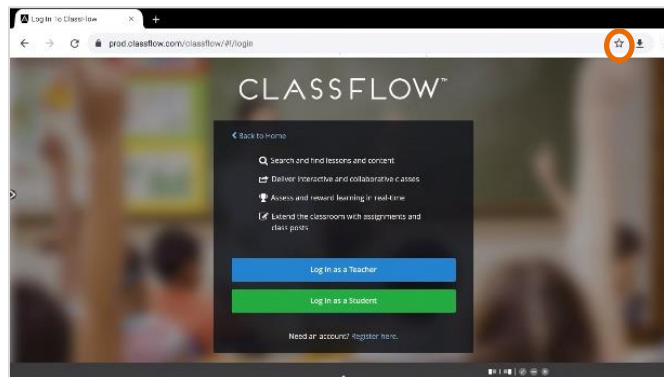 Log In To ClassFlow
prod.classflow.com/classflow/#!/login
CLASSFLOW™
Back to Home
Search and find lessons and content
Deliver interactive and collaborative classes
Assess and reward learning in real-time
Extend the classroom with assignments and
class posts
Log in as a Teacher
Log in as a Student
Need an account? Register here.